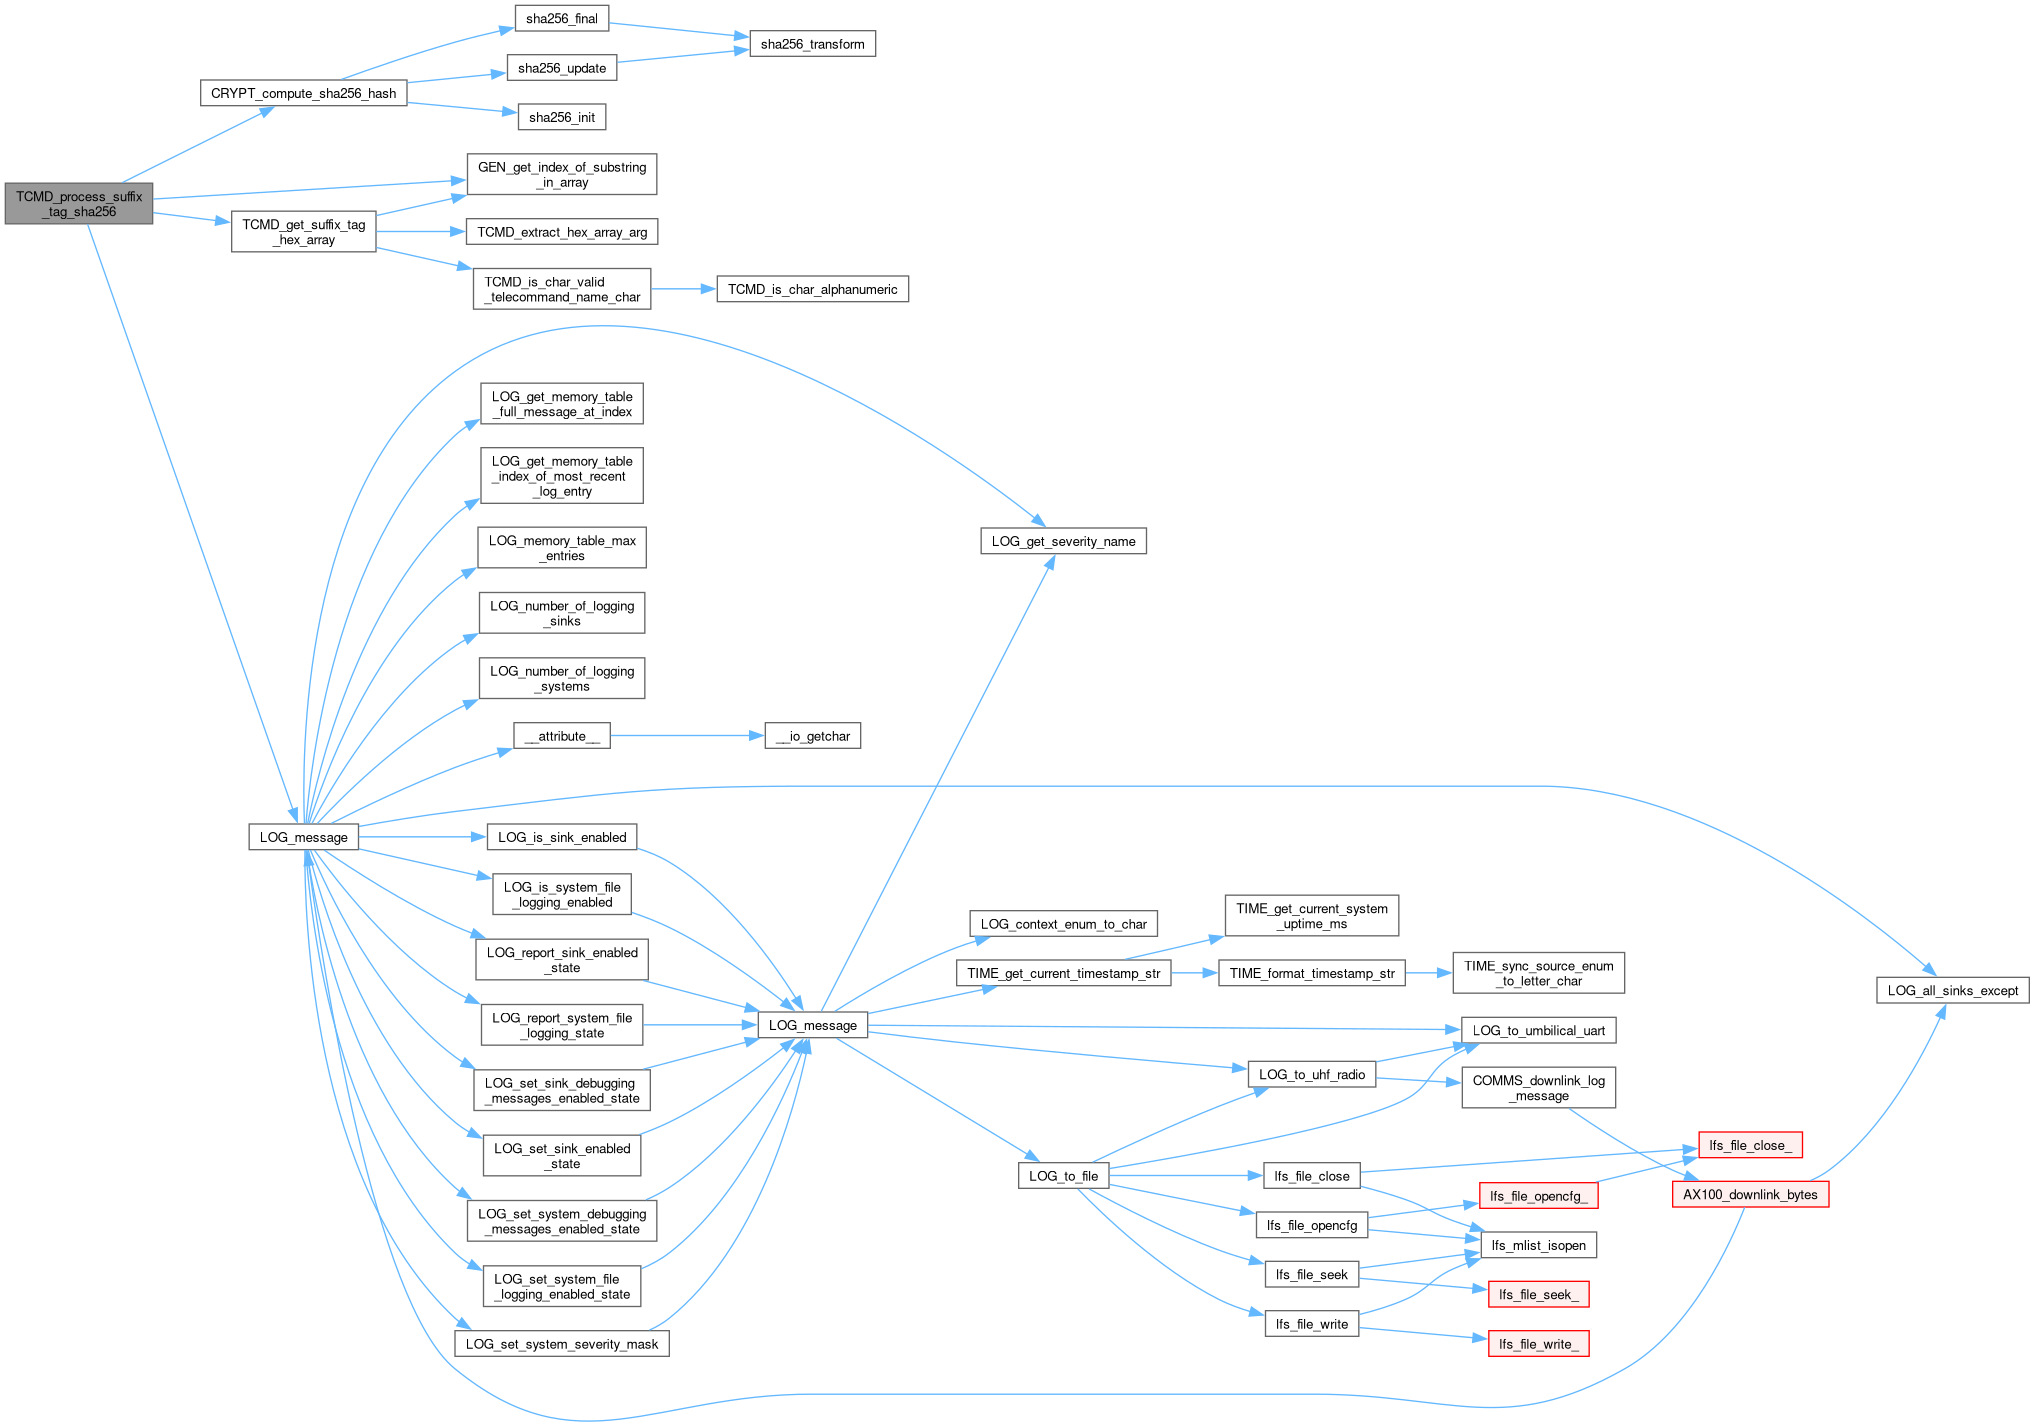 sha256_final
sha256_transform
sha256_update
CRYPT_compute_sha256_hash
sha256_init
GEN_get_index_of_substring
_in_array
TCMD_process_suffix
_tag_sha256
TCMD_get_suffix_tag
_hex_array
TCMD_extract_hex_array_arg
TCMD_is_char_valid
_telecommand_name_char
TCMD_is_char_alphanumeric
LOG_get_memory_table
_full_message_at_index
LOG_get_memory_table
_index_of_most_recent
_log_entry
LOG_memory_table_max
_entries
LOG_get_severity_name
LOG_number_of_logging
_sinks
LOG_number_of_logging
_systems
__attribute__
__io_getchar
LOG_message
LOG_is_sink_enabled
LOG_is_system_file
_logging_enabled
LOG_report_sink_enabled
_state
LOG_report_system_file
_logging_state
LOG_set_sink_debugging
_messages_enabled_state
LOG_set_sink_enabled
_state
LOG_set_system_debugging
_messages_enabled_state
LOG_set_system_file
_logging_enabled_state
LOG_set_system_severity_mask
LOG_message
LOG_context_enum_to_char
TIME_get_current_timestamp_str
TIME_get_current_system
_uptime_ms
TIME_format_timestamp_str
TIME_sync_source_enum
_to_letter_char
LOG_all_sinks_except
LOG_to_umbilical_uart
LOG_to_uhf_radio
COMMS_downlink_log
_message
LOG_to_file
lfs_file_close
lfs_file_close_
AX100_downlink_bytes
lfs_file_opencfg_
lfs_file_opencfg
lfs_mlist_isopen
lfs_file_seek
lfs_file_seek_
lfs_file_write
lfs_file_write_